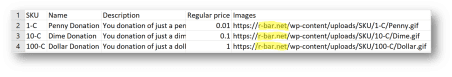 1 SKU Name Description Regular price Images
2 1-C Penny Donation You donation of just a pen 0.01 https://r-bar.net/wp-content/uploads/SKU/1-C/Penny.gif
3 10-C Dime Donation You donation of just a dim 0.1 https://r-bar.net/wp-content/uploads/SKU/10-C/Dime.gif
4 100-C Dollar Donation You donation of just a doll 1 https://r-bar.net/wp-content/uploads/SKU/100-C/Dollar.gif